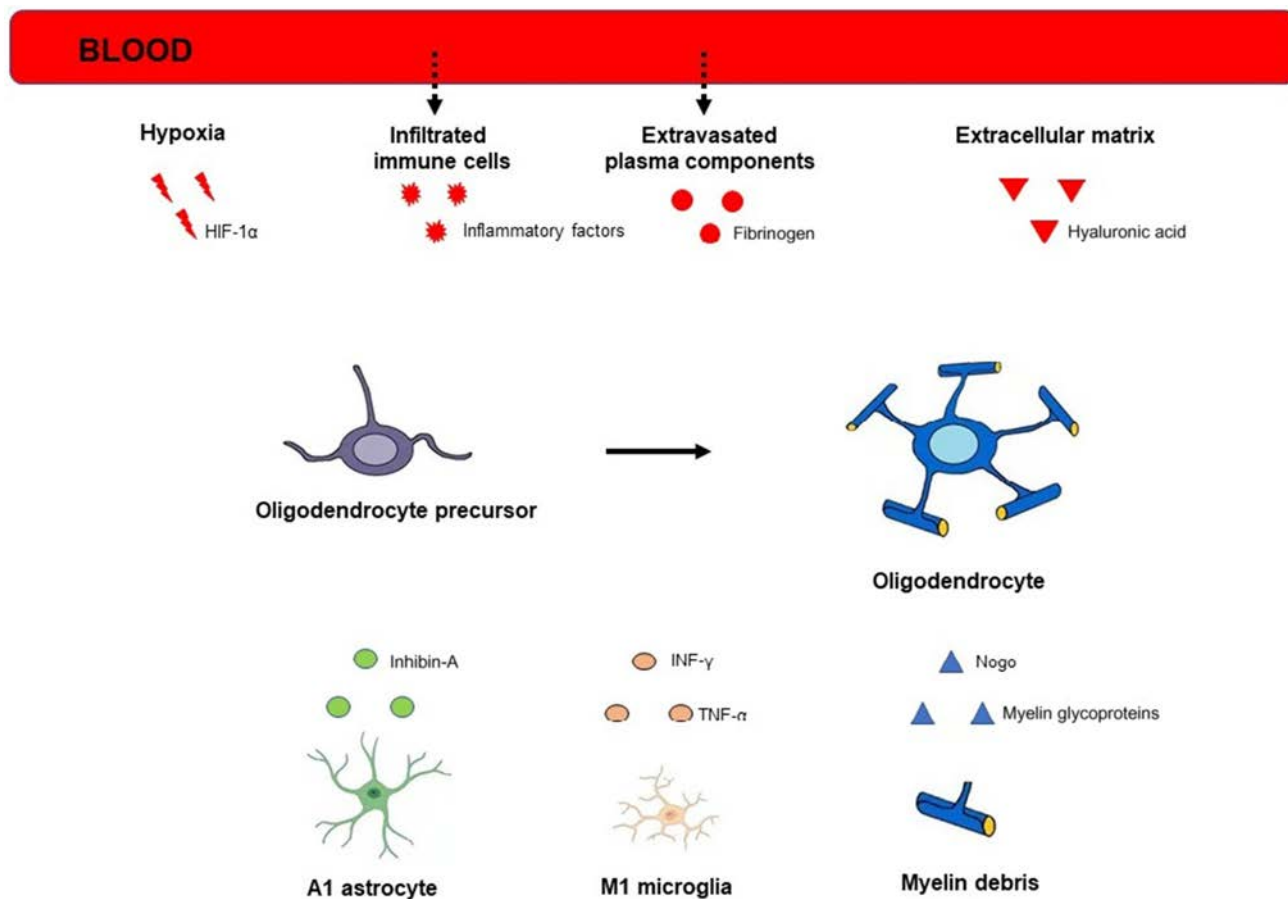 BLOOD
Hypoxia
Infiltrated
immune cells
Extravasated
plasma components
Extracellular matrix
HIF-1α
Inflammatory factors
Fibrinogen
Hyaluronic acid
Oligodendrocyte precursor
Oligodendrocyte
Inhibin-A
INF-γ
Nogo
TNF-α
Myelin glycoproteins
A1 astrocyte
M1 microglia
Myelin debris